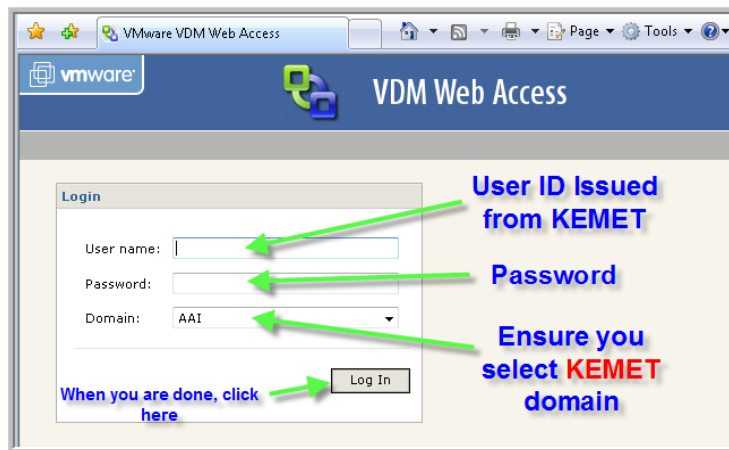 VMware VDM Web Access
Page
Tools
vmware
VDM Web Access
Login
User name:
Password:
Domain:
AAI
Log In
User ID Issued
from KEMET
Password
Ensure you
select KEMET
domain
When you are done, click
here